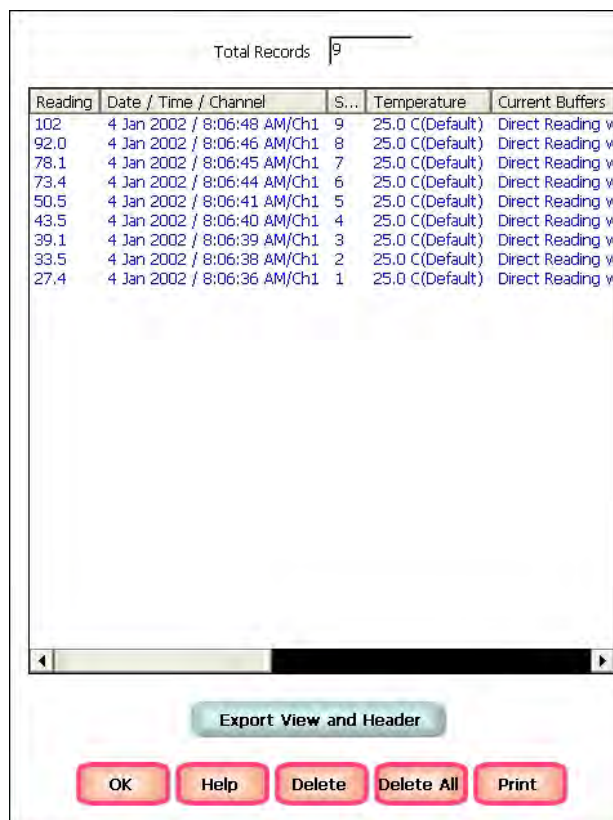 Total Records 9
Reading Date / Time / Channel S... Temperature Current Buffers
102 4 Jan 2002 / 8:06:48 AM/Ch1 9 25.0 C(Default) Direct Reading w
92.0 4 Jan 2002 / 8:06:46 AM/Ch1 8 25.0 C(Default) Direct Reading w
78.1 4 Jan 2002 / 8:06:45 AM/Ch1 7 25.0 C(Default) Direct Reading w
73.4 4 Jan 2002 / 8:06:44 AM/Ch1 6 25.0 C(Default) Direct Reading w
50.5 4 Jan 2002 / 8:06:41 AM/Ch1 5 25.0 C(Default) Direct Reading w
43.5 4 Jan 2002 / 8:06:40 AM/Ch1 4 25.0 C(Default) Direct Reading w
39.1 4 Jan 2002 / 8:06:39 AM/Ch1 3 25.0 C(Default) Direct Reading w
33.5 4 Jan 2002 / 8:06:38 AM/Ch1 2 25.0 C(Default) Direct Reading w
27.4 4 Jan 2002 / 8:06:36 AM/Ch1 1 25.0 C(Default) Direct Reading w
Export View and Header
OK Help Delete Delete All Print